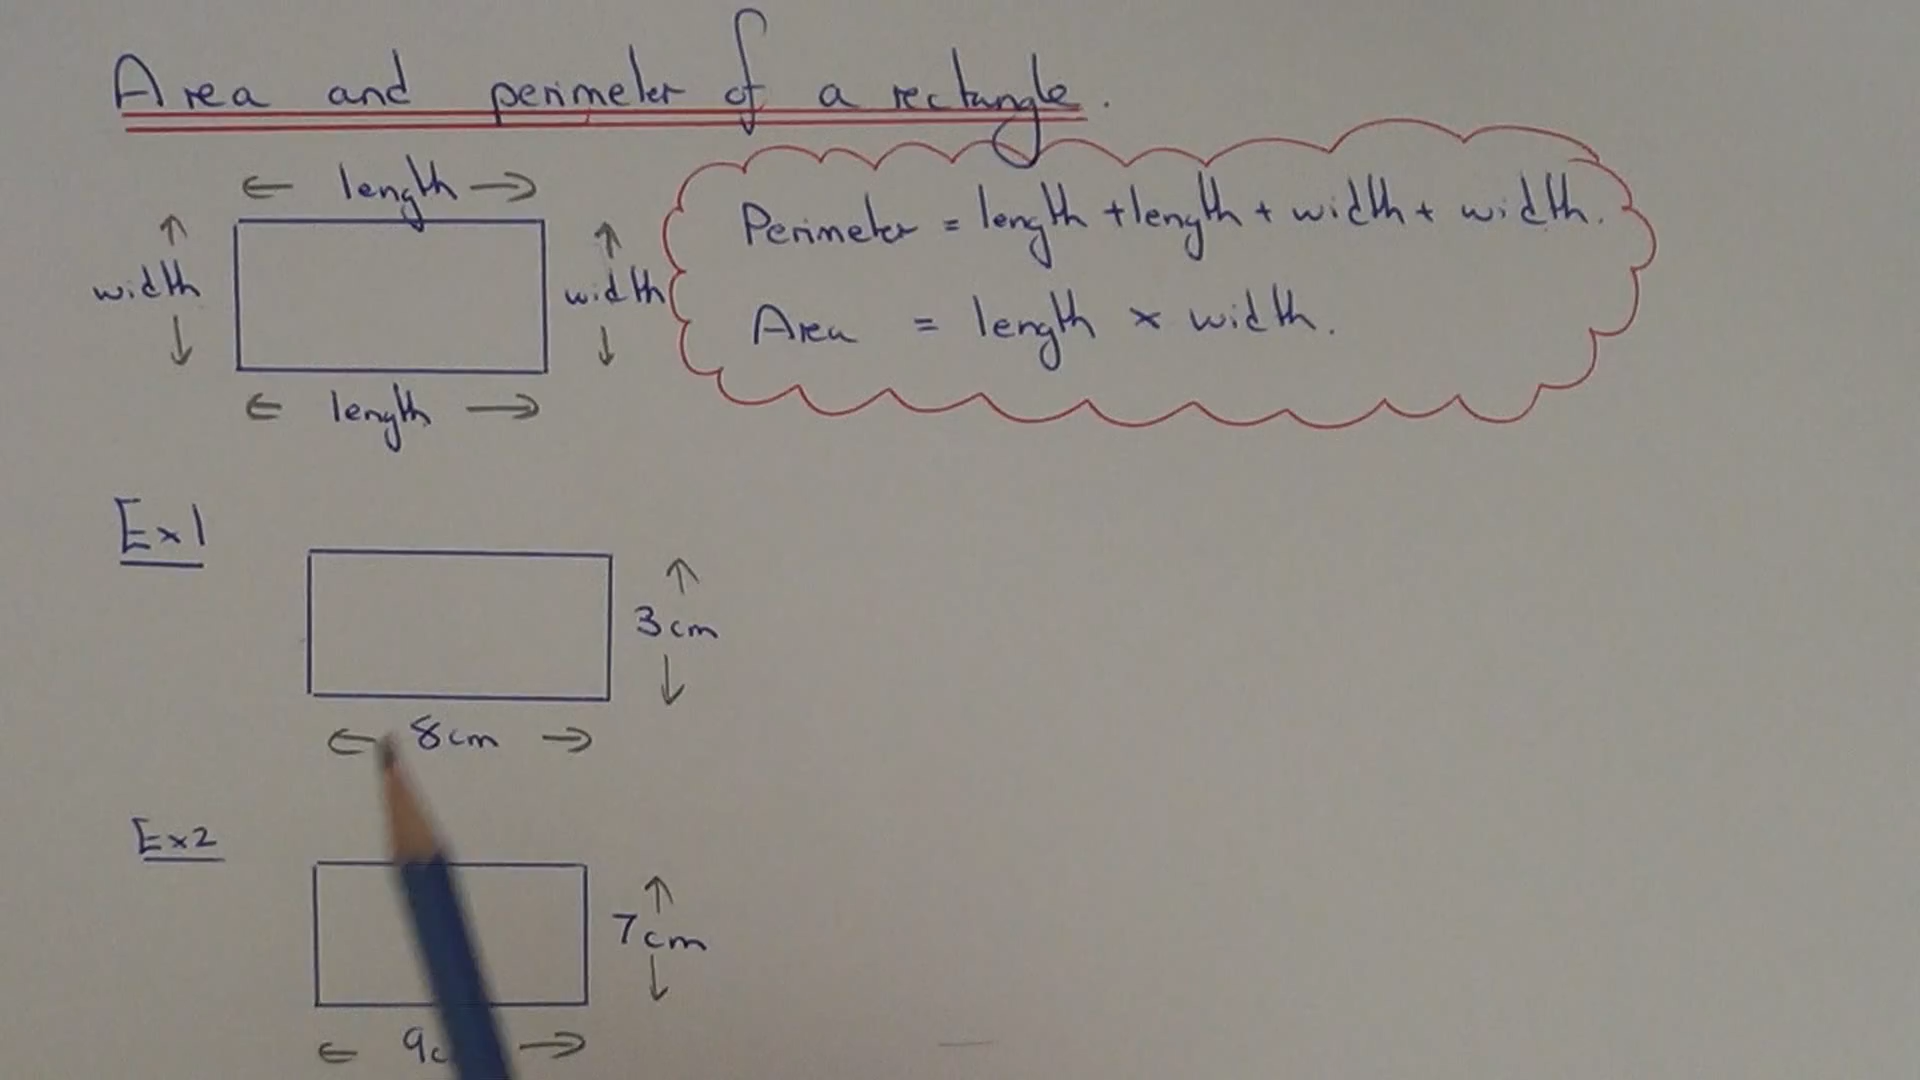 Area and perimeter of a rectangle.
length
width
width
length
Perimeter = length + length + width + width.
Area = length × width.
Ex1
3cm
8cm
Ex2
7cm